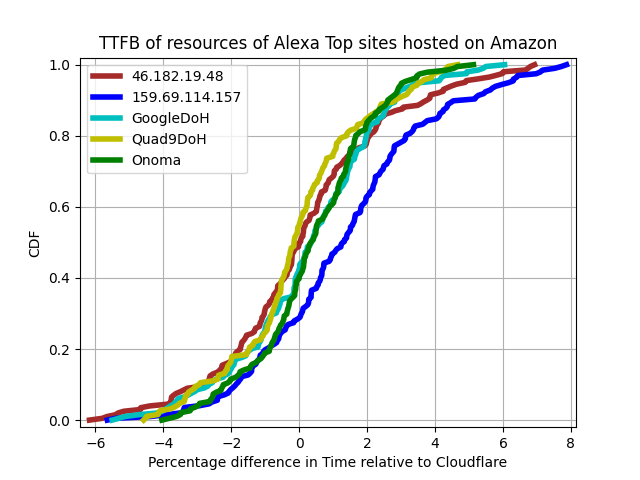 TTFB of resources of Alexa Top sites hosted on Amazon
1.0
0.8
0.6
0.4
0.2
0.0
CDF
46.182.19.48
159.69.114.157
GoogleDoH
Quad9DoH
Onoma
−6 −4 −2 0 2 4 6 8
Percentage difference in Time relative to Cloudflare